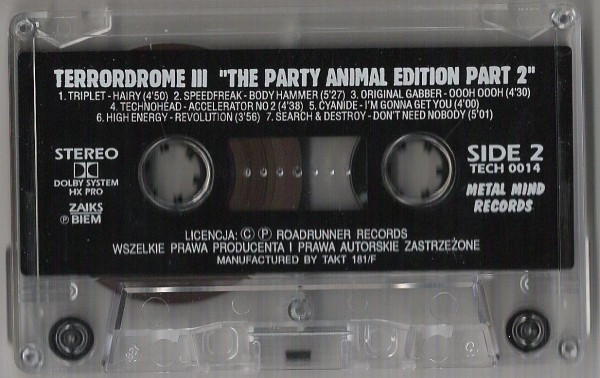 TERRORDROME III "THE PARTY ANIMAL EDITION PART 2"
1. TRIPLET - HAIRY (4'50) 2. SPEEDFREAK - BODY HAMMER (5'27) 3. ORIGINAL GABBER - OOOH OOOH (4'30)
4. TECHNOHEAD - ACCELERATOR NO 2 (4'38) 5. CYANIDE - I'M GONNA GET YOU (4'00)
6. HIGH ENERGY - REVOLUTION (3'56) 7. SEARCH & DESTROY - DON'T NEED NOBODY (5'01)
STEREO
DOLBY SYSTEM
HX PRO
ZAIKS
Ⓟ BIEM
SIDE 2
TECH 0014
METAL MIND
RECORDS
LICENCJA: © Ⓟ ROADRUNNER RECORDS
WSZELKIE PRAWA PRODUCENTA I PRAWA AUTORSKIE ZASTRZEŻONE
MANUFACTURED BY TAKT 181/F